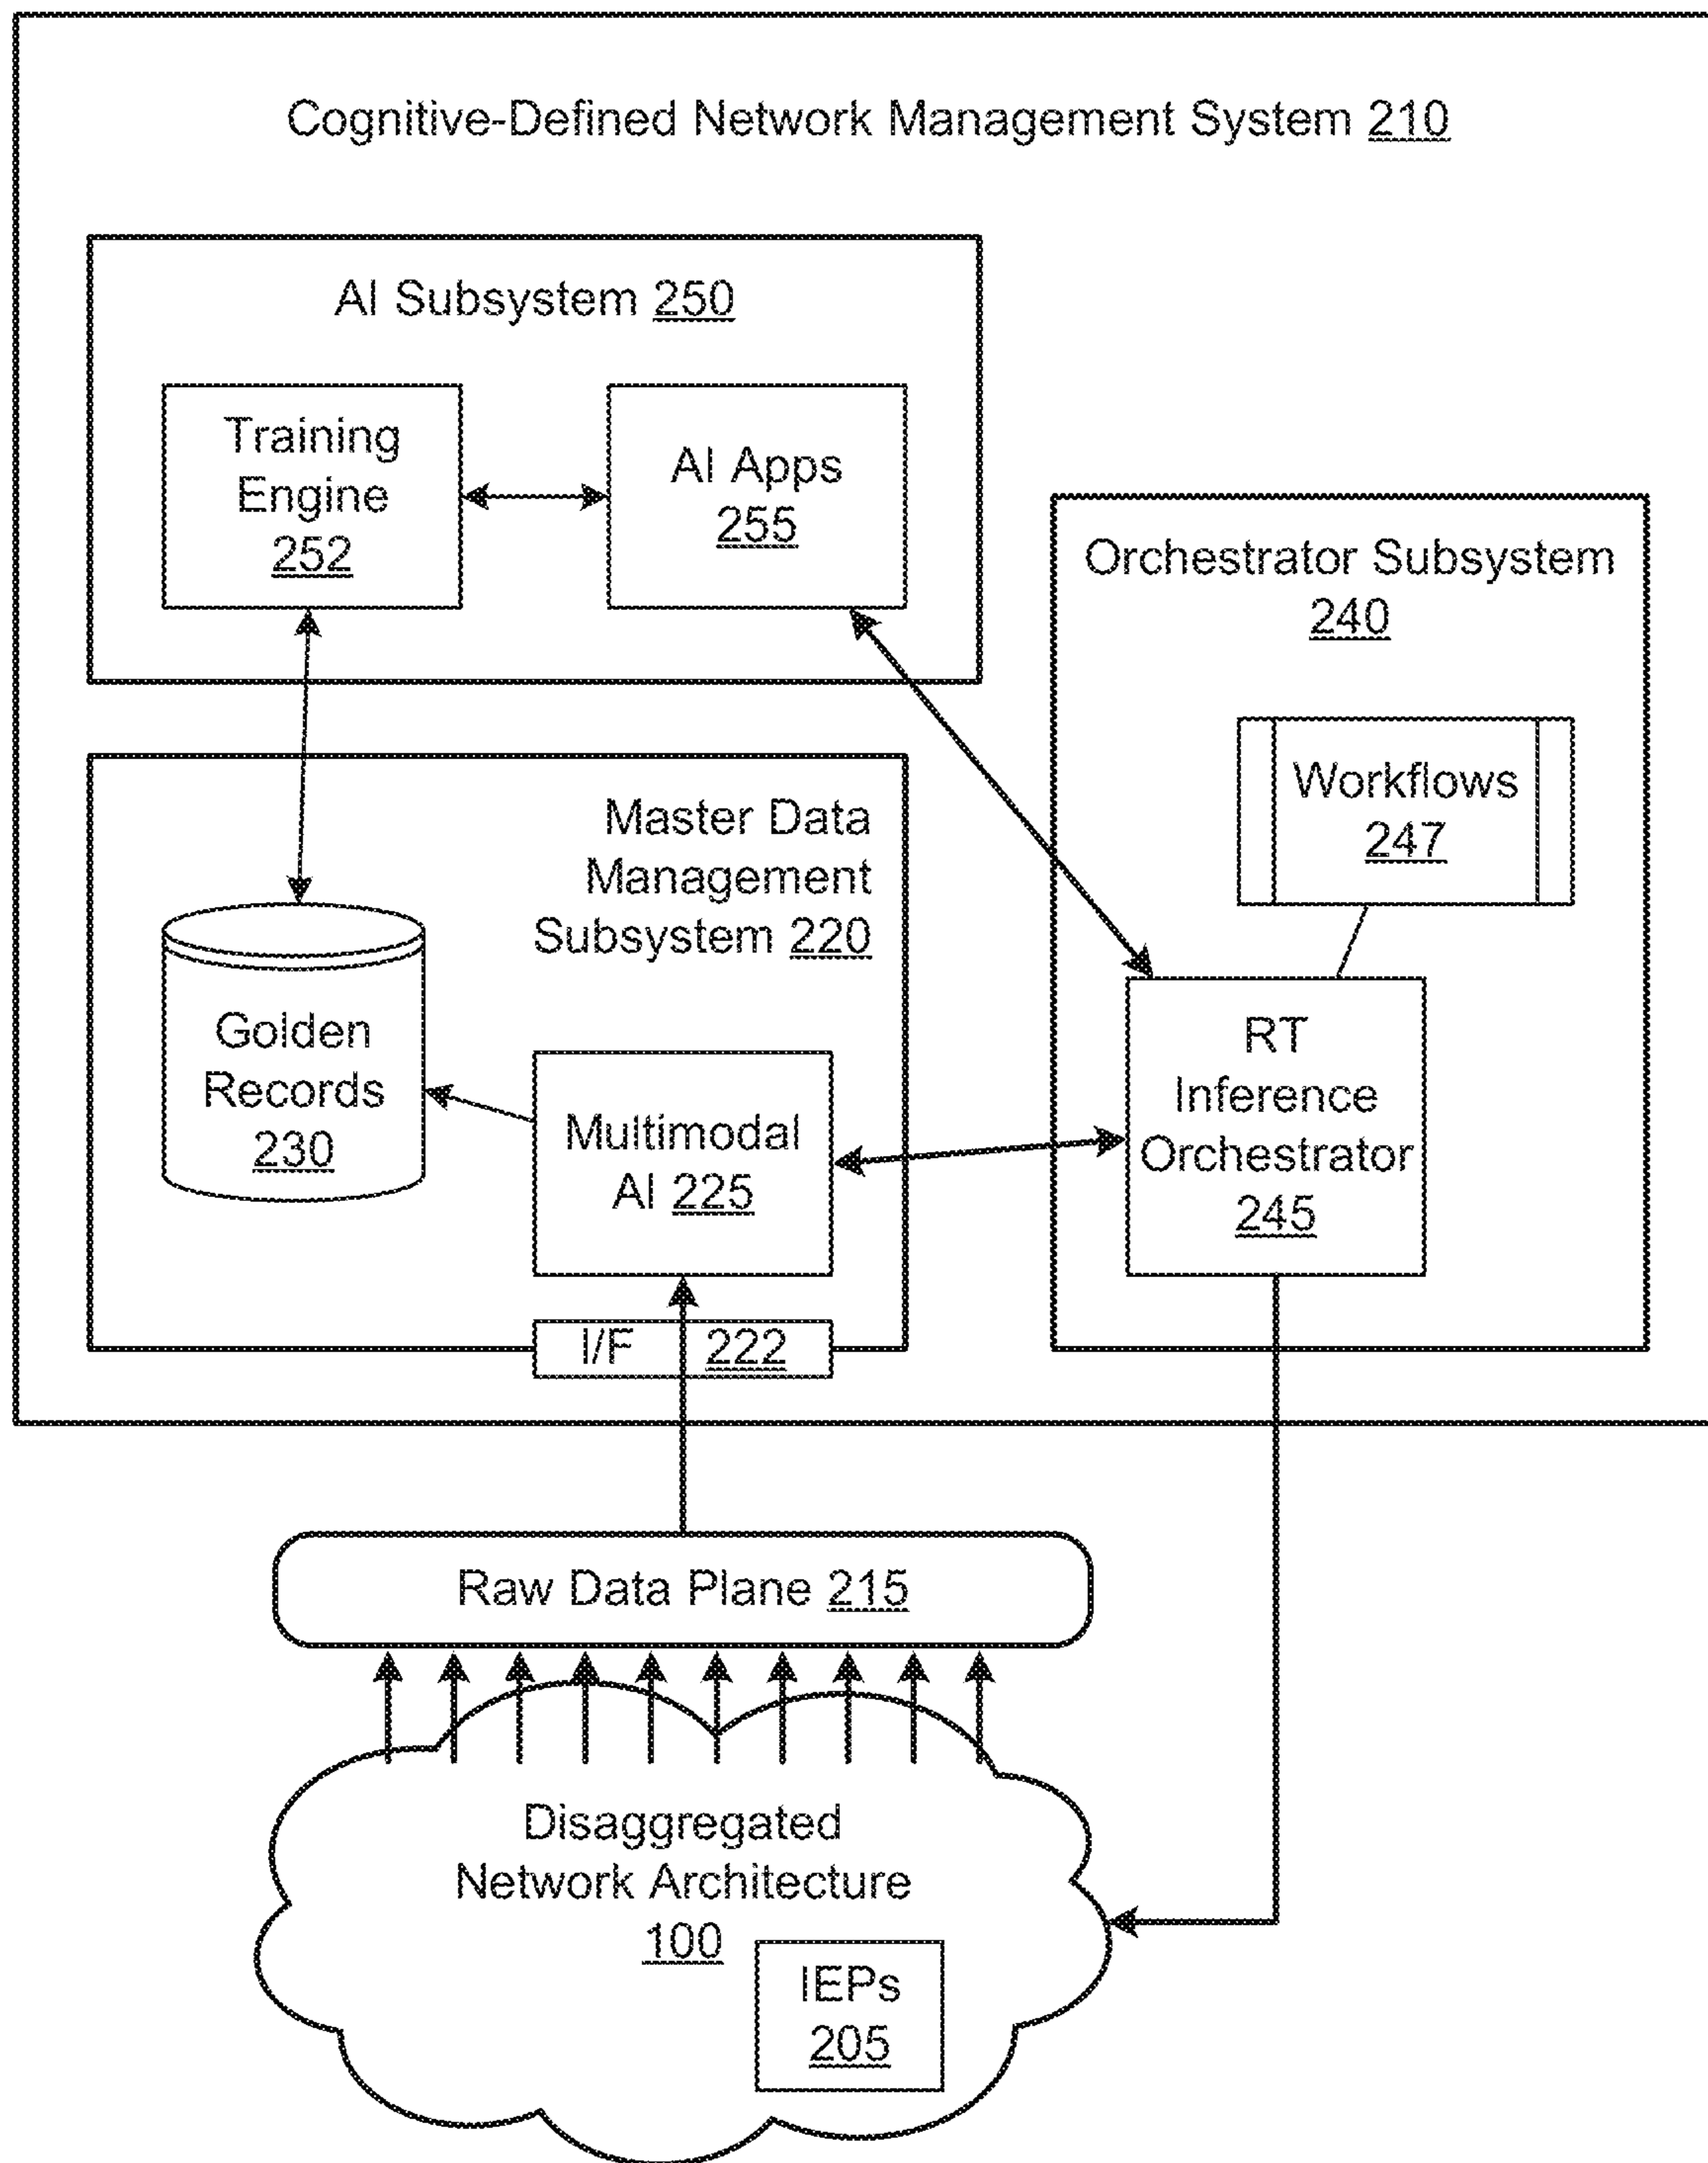 Cognitive-Defined Network Management System 210
AI Subsystem 250
Training
Engine
252
AI Apps
255
Orchestrator Subsystem
240
Workflows
247
Master Data
Management
Subsystem 220
Golden
Records
230
Multimodal
AI 225
RT
Inference
Orchestrator
245
I/F 222
Raw Data Plane 215
Disaggregated
Network Architecture
100
IEPs
205